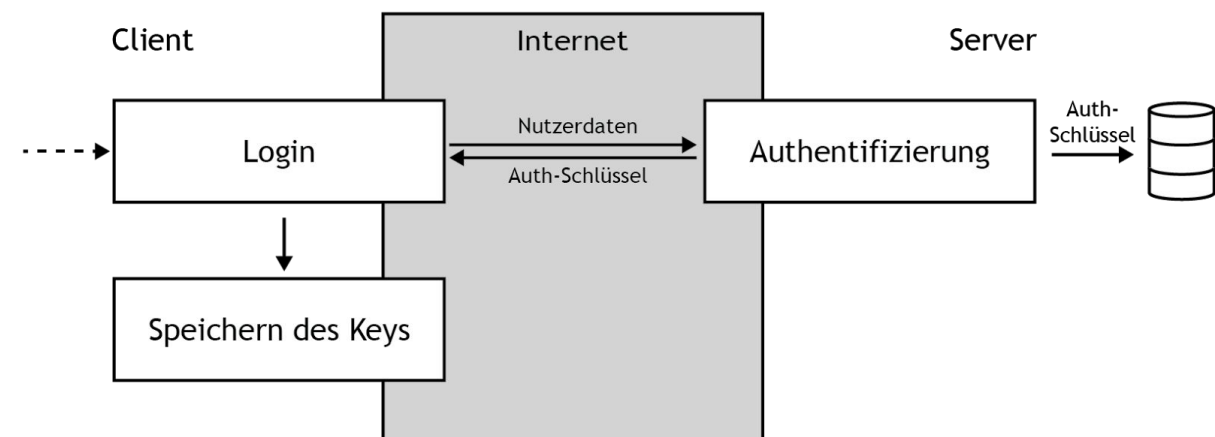 Client
Internet
Server
Login
Nutzerdaten
Auth-Schlüssel
Authentifizierung
Auth-
Schlüssel
Speichern des Keys